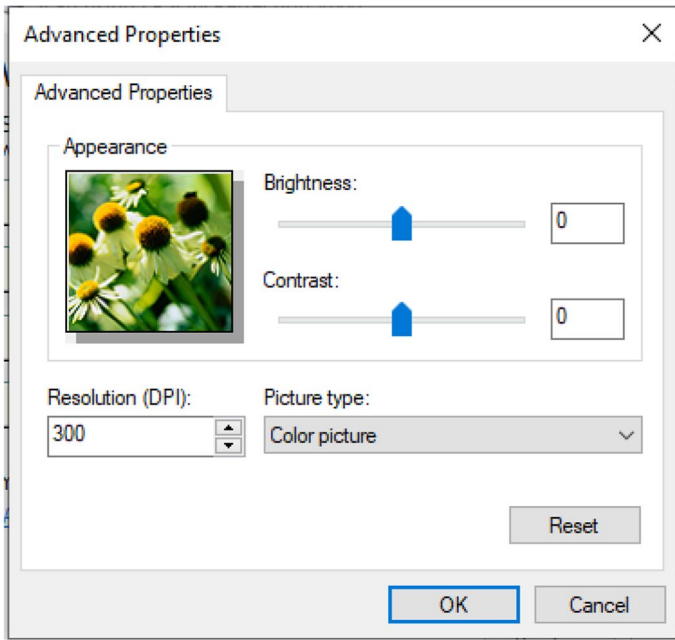 Advanced Properties
Advanced Properties
Appearance
Brightness:
0
Contrast:
0
Resolution (DPI):
Picture type:
300
Color picture
Reset
OK
Cancel